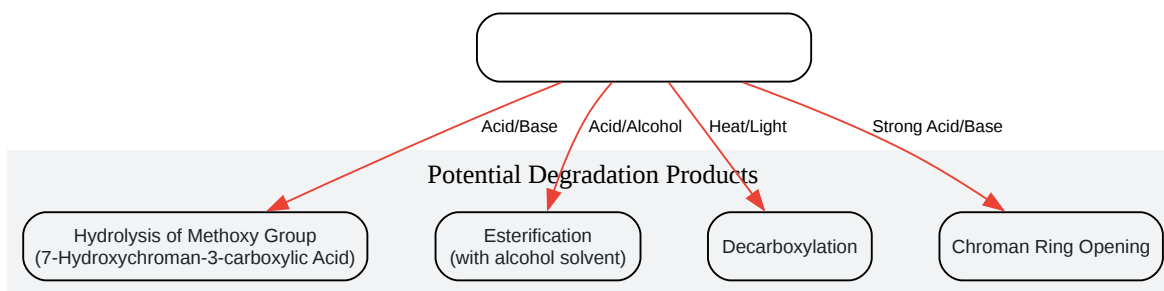 Acid/Base
Acid/Alcohol
Heat/Light
Strong Acid/Base
Potential Degradation Products
Hydrolysis of Methoxy Group
(7-Hydroxychroman-3-carboxylic Acid)
Esterification
(with alcohol solvent)
Decarboxylation
Chroman Ring Opening